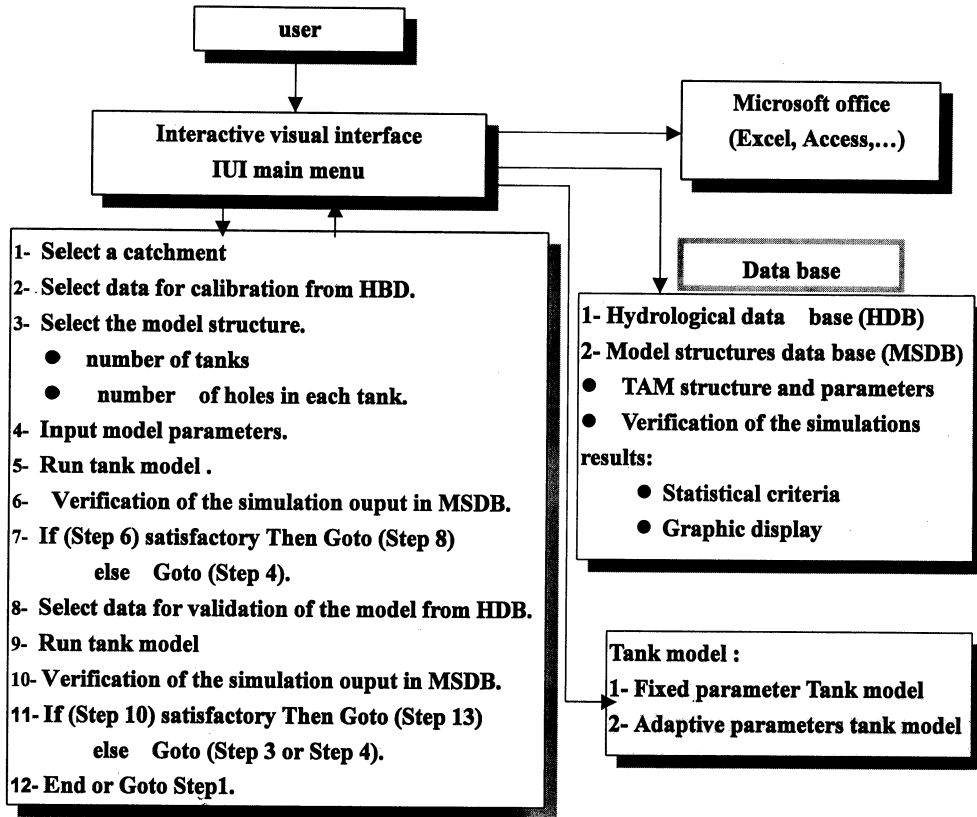 user
Interactive visual interface
IUI main menu
Microsoft office
(Excel, Access,…)
1- Select a catchment
2- Select data for calibration from HBD.
3- Select the model structure.
● number of tanks
● number of holes in each tank.
4- Input model parameters.
5- Run tank model .
6- Verification of the simulation ouput in MSDB.
7- If (Step 6) satisfactory Then Goto (Step 8)
else Goto (Step 4).
8- Select data for validation of the model from HDB.
9- Run tank model
10- Verification of the simulation ouput in MSDB.
11- If (Step 10) satisfactory Then Goto (Step 13)
else Goto (Step 3 or Step 4).
12- End or Goto Step1.
Data base
1- Hydrological data base (HDB)
2- Model structures data base (MSDB)
● TAM structure and parameters
● Verification of the simulations
results:
● Statistical criteria
● Graphic display
Tank model :
1- Fixed parameter Tank model
2- Adaptive parameters tank model